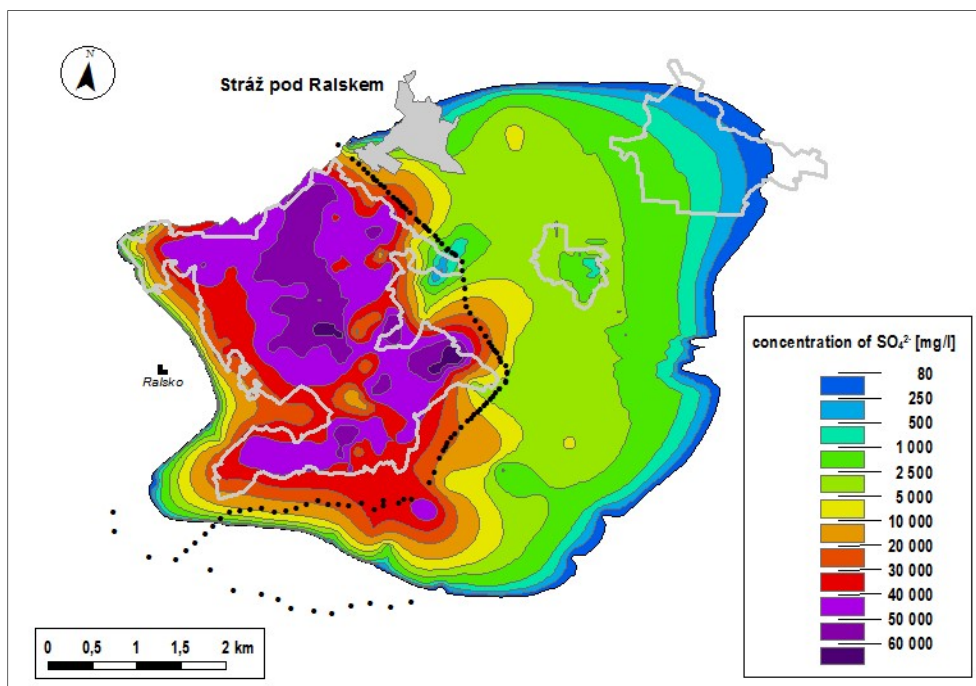 N
Stráž pod Ralskem
Ralsko
concentration of SO₄²⁻ [mg/l]
80
250
500
1 000
2 500
5 000
10 000
20 000
30 000
40 000
50 000
60 000
0 0,5 1 1,5 2 km